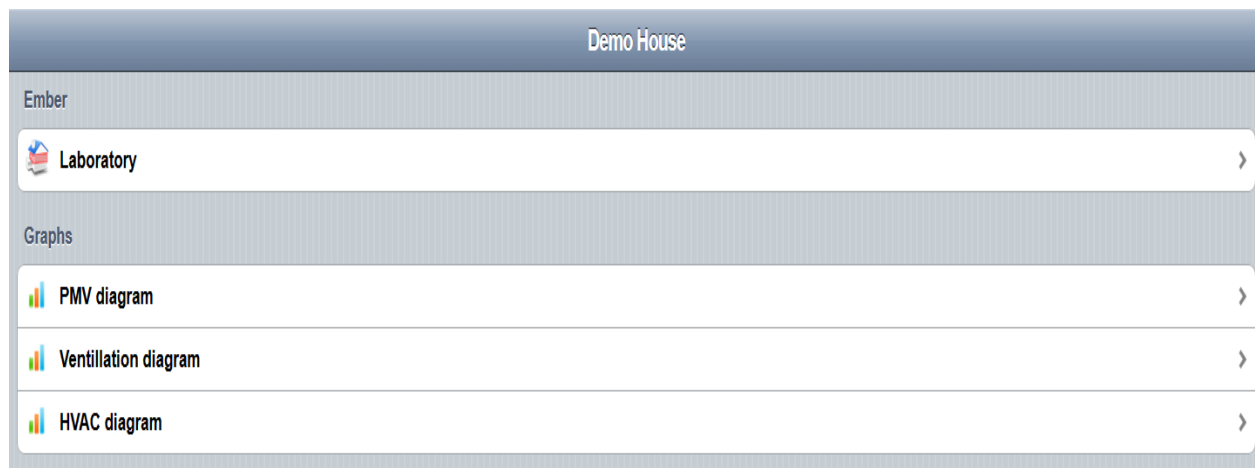 Demo House
Ember
Laboratory
Graphs
PMV diagram
Ventillation diagram
HVAC diagram